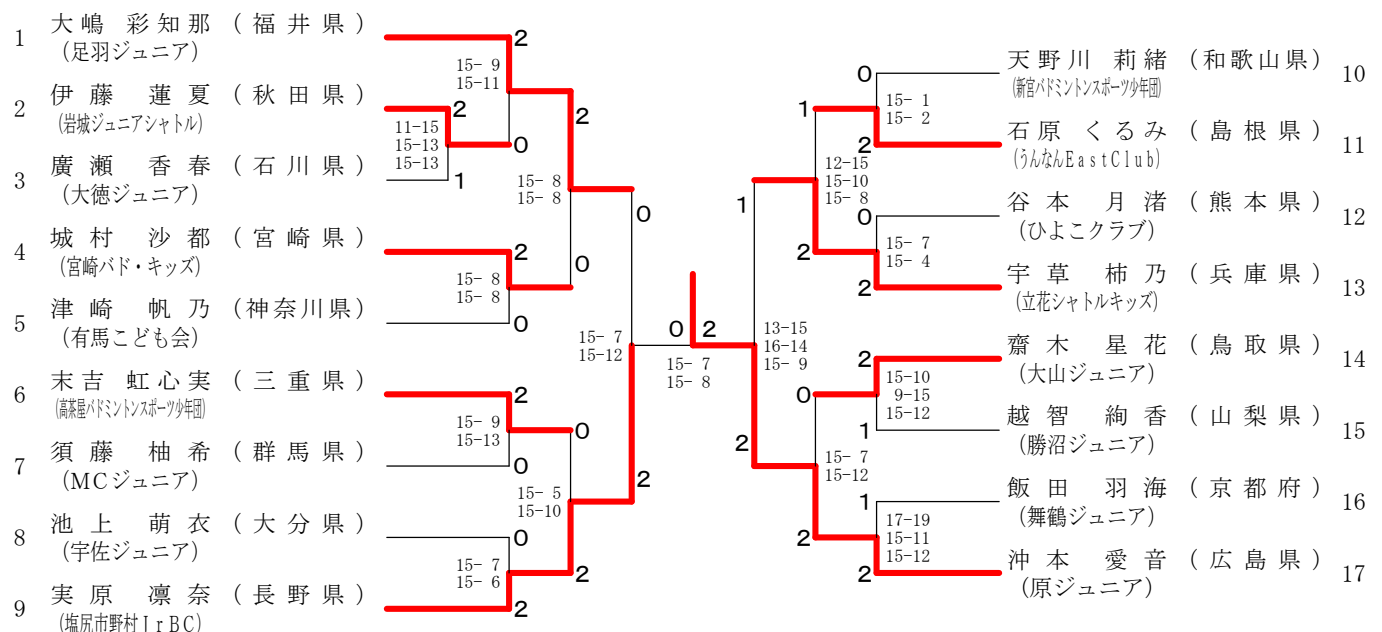 1 大嶋 彩知那 (福井県)
(足羽ジュニア)
2 伊藤 蓮夏 (秋田県)
(岩城ジュニアシャトル)
3 廣瀬 香春 (石川県)
(大徳ジュニア)
4 城村 沙都 (宮崎県)
(宮崎バド・キッズ)
5 津崎 帆乃 (神奈川県)
(有馬こども会)
6 末吉 虹心実 (三重県)
(高茶屋バドミントンスポーツ少年団)
7 須藤 柚希 (群馬県)
(MCジュニア)
8 池上 萌衣 (大分県)
(宇佐ジュニア)
9 実原 凛奈 (長野県)
(塩尻市野村JrBC)
2
15- 9
15-11
0
2
11-15
15-13
15-13
1
2
15- 8
15- 8
0
2
15- 8
15- 8
0
0
15- 7
15-12
2
2
15- 9
15-13
0
0
15- 5
15-10
2
0
15- 7
15- 6
2
0 2
15- 7
15- 8
1
13-15
16-14
15- 9
2
1
12-15
15-10
15- 8
2
0
15- 1
15- 2
2
0
15- 7
15- 4
2
0
15- 7
15-12
2
2
15-10
9-15
15-12
1
1
17-19
15-11
15-12
2
天野川 莉緒 (和歌山県) 10
(新宮バドミントンスポーツ少年団)
石原 くるみ (島根県) 11
(うんなんEastClub)
谷本 月渚 (熊本県) 12
(ひよこクラブ)
宇草 柿乃 (兵庫県) 13
(立花シャトルキッズ)
齋木 星花 (鳥取県) 14
(大山ジュニア)
越智 絢香 (山梨県) 15
(勝沼ジュニア)
飯田 羽海 (京都府) 16
(舞鶴ジュニア)
沖本 愛音 (広島県) 17
(原ジュニア)